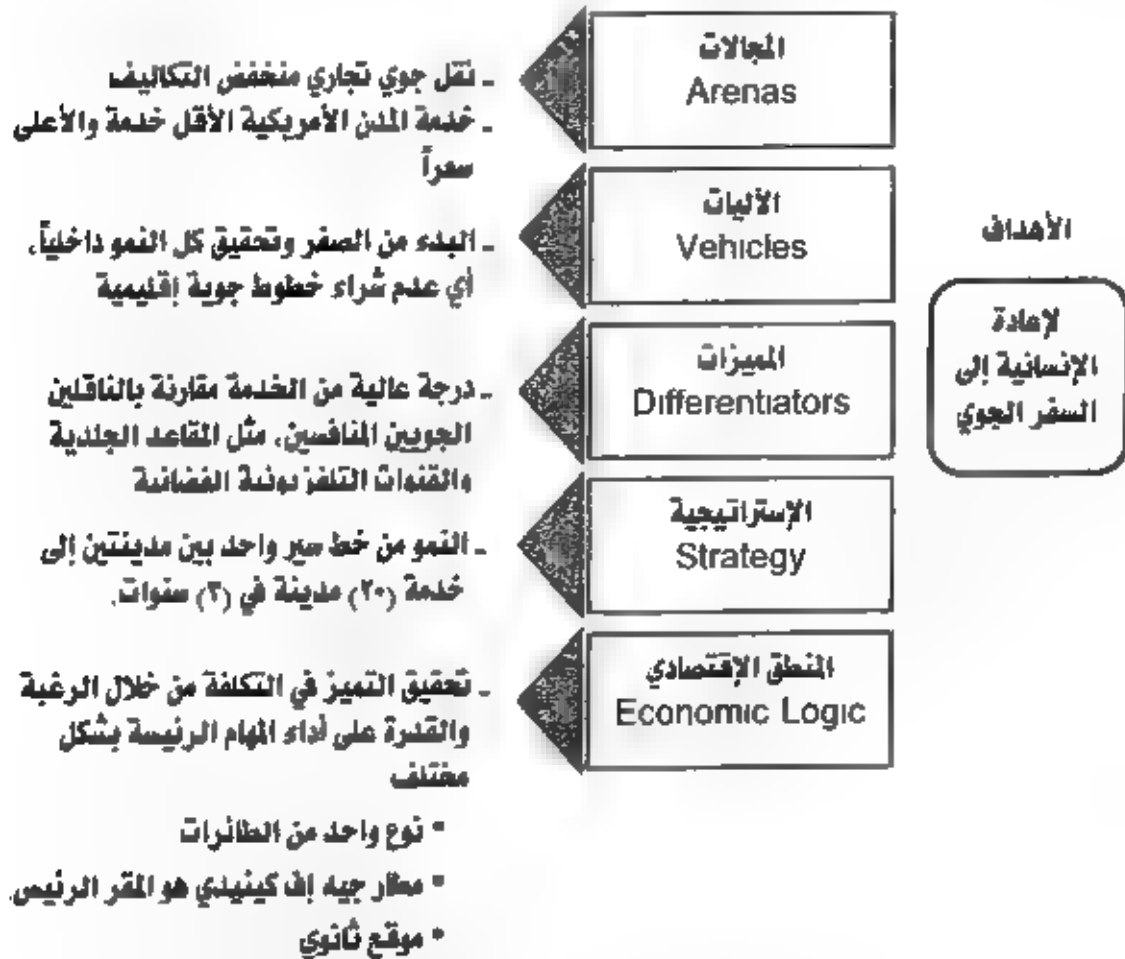 الأهداف
لإعادة
الإنسانية إلى
السفر الجوي
المجالات
Arenas
ـ نقل جوي تجاري منخفض التكاليف
ـ خدمة المدن الأمريكية الأقل خدمة والأعلى
سعراً
الآليات
Vehicles
ـ البدء من الصفر وتحقيق كل النمو داخلياً،
أي عدم شراء خطوط جوية إقليمية
المميزات
Differentiators
ـ درجة عالية من الخدمة مقارنة بالناقلين
الجويين المنافسين، مثل المقاعد الجلدية
والقنوات التلفزيونية الفضائية
الإستراتيجية
Strategy
ـ النمو من خط سير واحد بين مدينتين إلى
خدمة (٢٠) مدينة في (٣) سنوات.
المنطق الإقتصادي
Economic Logic
ـ تحقيق التميز في التكلفة من خلال الرغبة
والقدرة على أداء المهام الرئيسة بشكل
مختلف
* نوع واحد من الطائرات
* مطار جيه إف كينيدي هو المقر الرئيس.
* موقع ثانوي